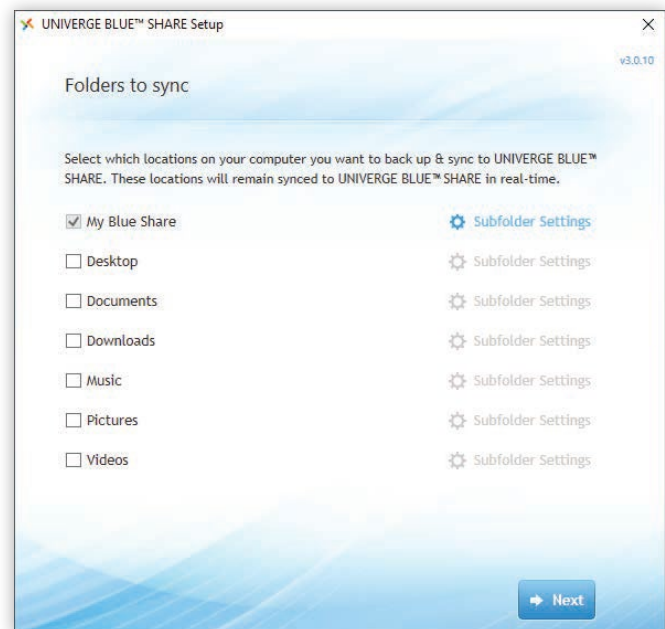 UNIVERGE BLUE™ SHARE Setup
v3.0.10
Folders to sync
Select which locations on your computer you want to back up & sync to UNIVERGE BLUE™
SHARE. These locations will remain synced to UNIVERGE BLUE™ SHARE in real-time.
My Blue Share Subfolder Settings
Desktop Subfolder Settings
Documents Subfolder Settings
Downloads Subfolder Settings
Music Subfolder Settings
Pictures Subfolder Settings
Videos Subfolder Settings
Next